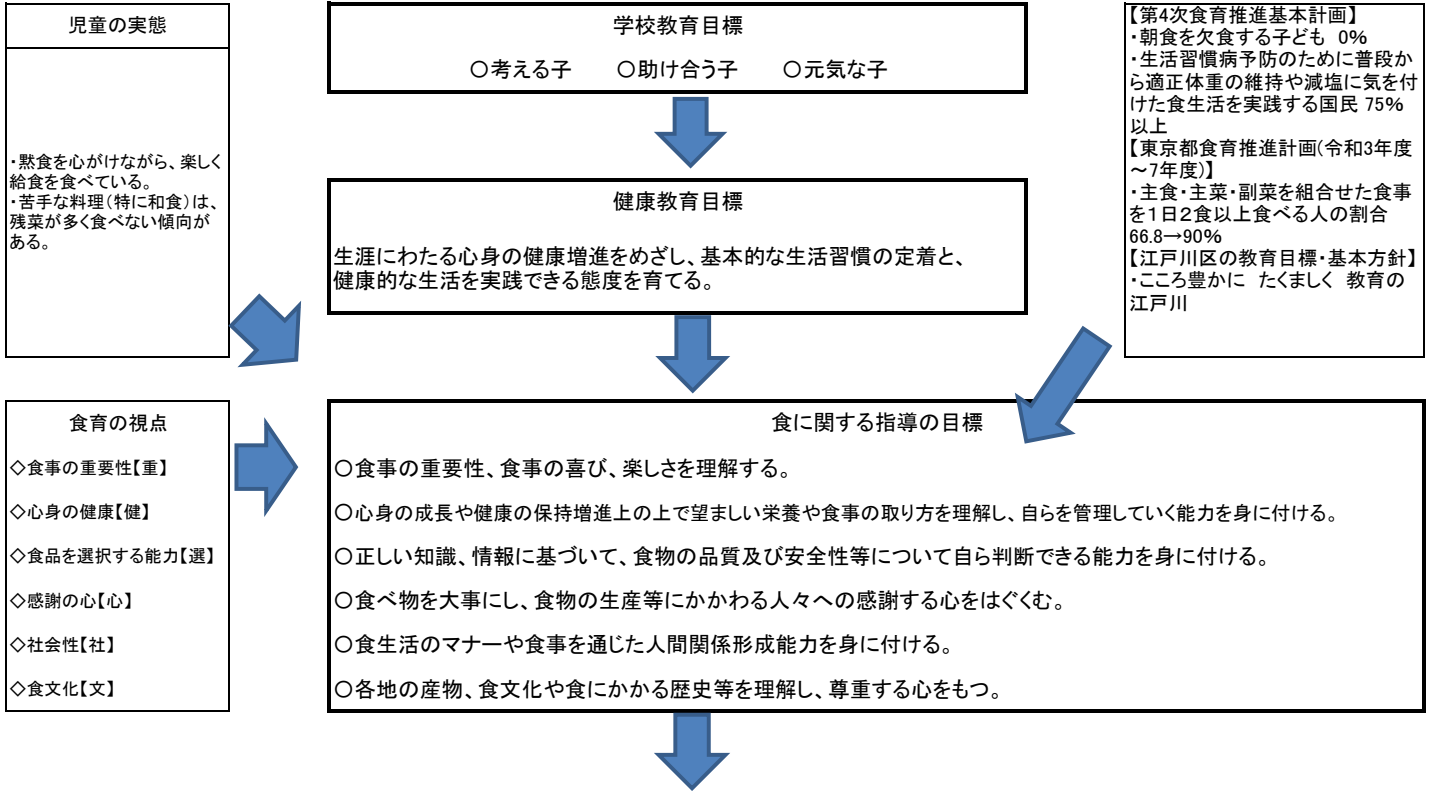 児童の実態
・黙食を心がけながら、楽しく
給食を食べている。
・苦手な料理(特に和食)は、
残菜が多く食べない傾向が
ある。
学校教育目標
〇考える子　〇助け合う子　〇元気な子
健康教育目標
生涯にわたる心身の健康増進をめざし、基本的な生活習慣の定着と、
健康的な生活を実践できる態度を育てる。
【第4次食育推進基本計画】
・朝食を欠食する子ども 0%
・生活習慣病予防のために普段か
ら適正体重の維持や減塩に気を付
けた食生活を実践する国民 75%
以上
【東京都食育推進計画(令和3年度
～7年度)】
・主食・主菜・副菜を組合せた食事
を１日２食以上食べる人の割合
66.8→90%
【江戸川区の教育目標・基本方針】
・こころ豊かに たくましく 教育の
江戸川
食育の視点
◇食事の重要性【重】
◇心身の健康【健】
◇食品を選択する能力【選】
◇感謝の心【心】
◇社会性【社】
◇食文化【文】
食に関する指導の目標
〇食事の重要性、食事の喜び、楽しさを理解する。
〇心身の成長や健康の保持増進上の上で望ましい栄養や食事の取り方を理解し、自らを管理していく能力を身に付ける。
〇正しい知識、情報に基づいて、食物の品質及び安全性等について自ら判断できる能力を身に付ける。
〇食べ物を大事にし、食物の生産等にかかわる人々への感謝する心をはぐくむ。
〇食生活のマナーや食事を通じた人間関係形成能力を身に付ける。
〇各地の産物、食文化や食にかかる歴史等を理解し、尊重する心をもつ。